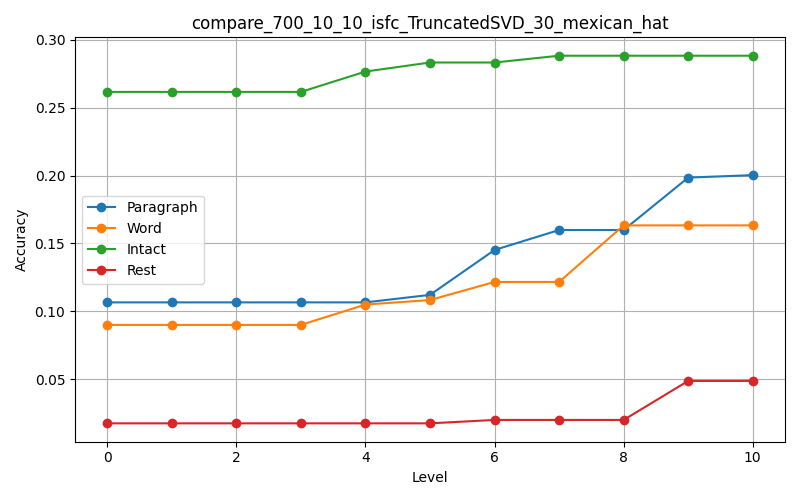 compare_700_10_10_isfc_TruncatedSVD_30_mexican_hat
0.30
0.25
0.20
0.15
0.10
0.05
Accuracy
Paragraph
Word
Intact
Rest
0 2 4 6 8 10
Level